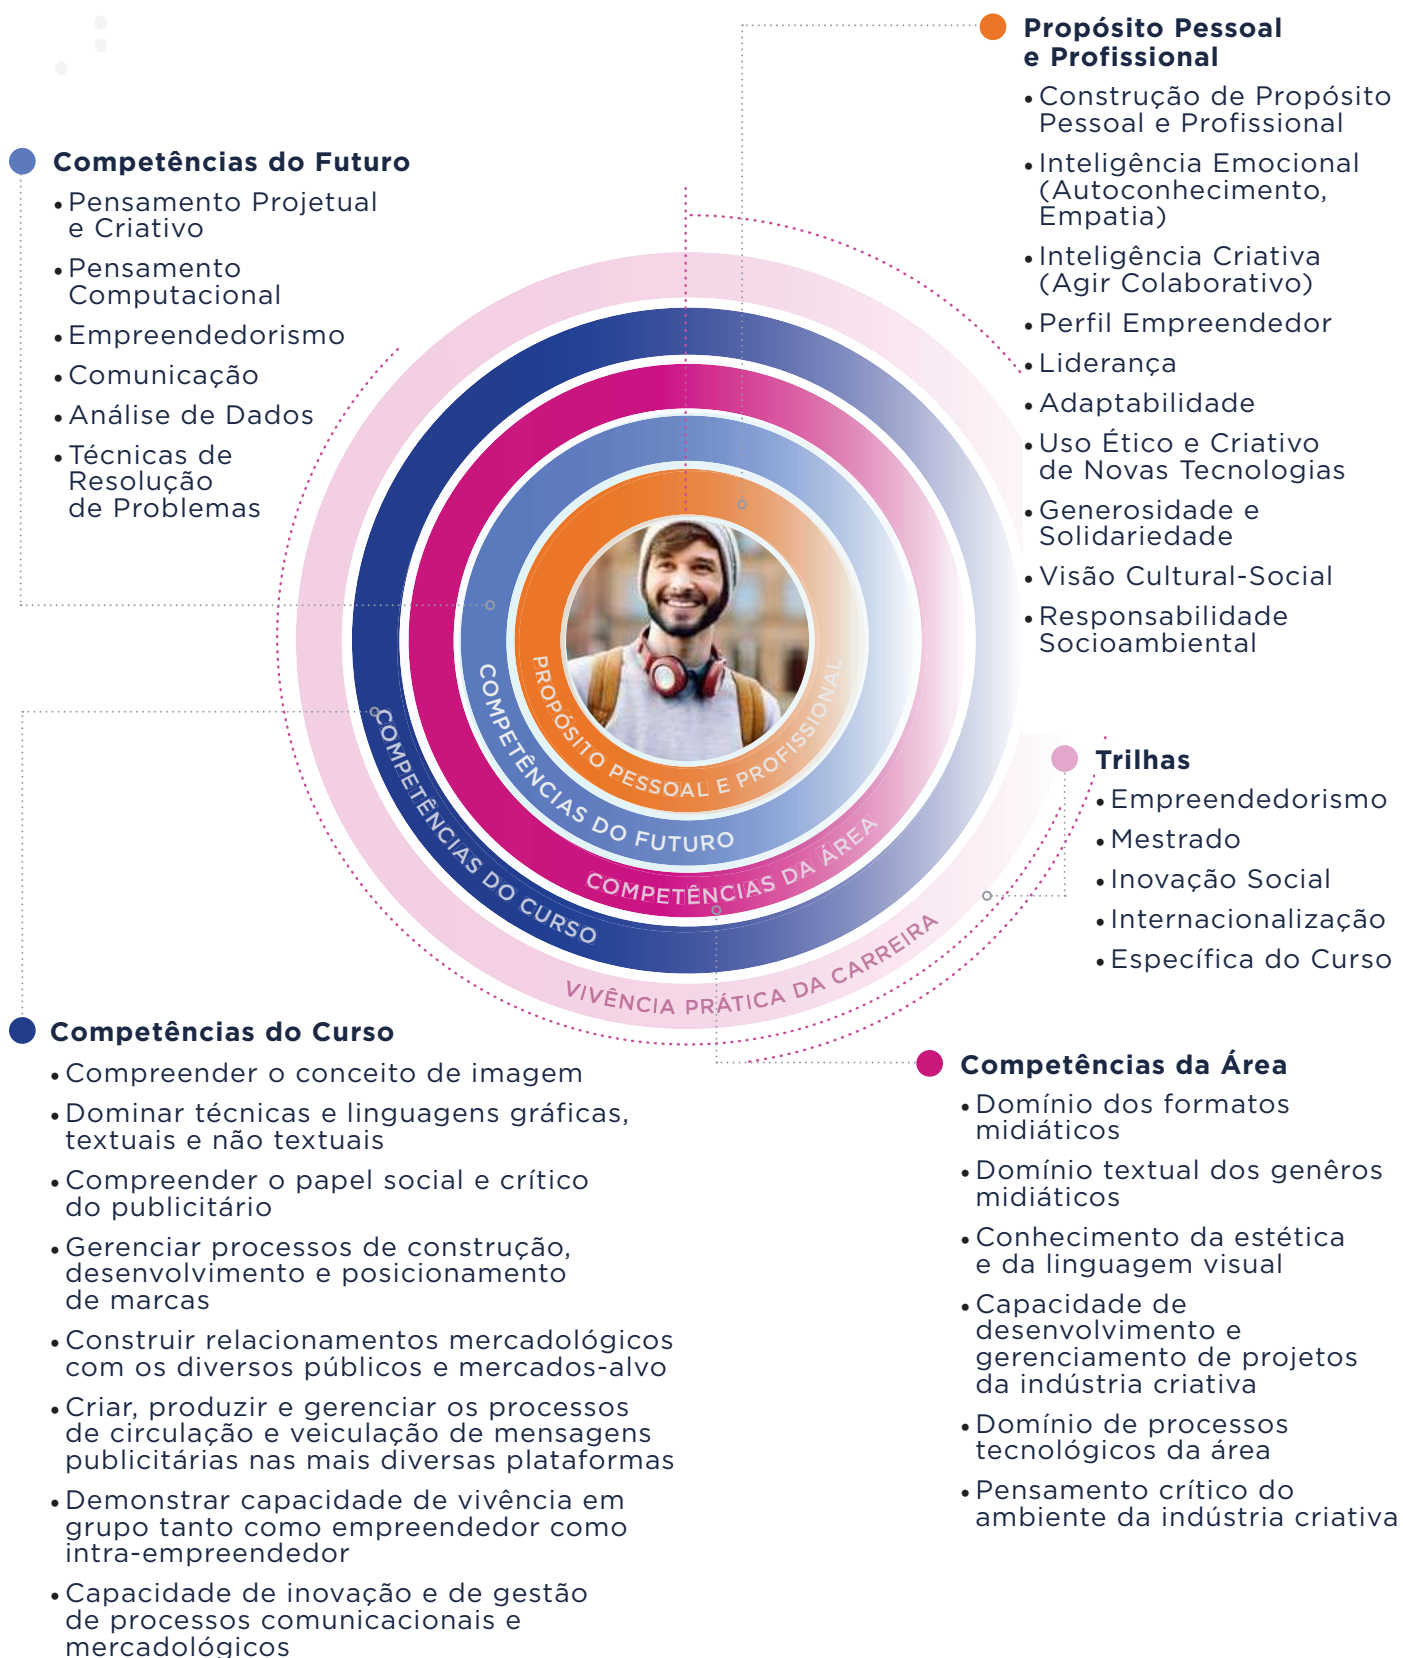 Propósito Pessoal
e Profissional
• Construção de Propósito
Pessoal e Profissional
• Inteligência Emocional
(Autoconhecimento,
Empatia)
• Inteligência Criativa
(Agir Colaborativo)
• Perfil Empreendedor
• Liderança
• Adaptabilidade
• Uso Ético e Criativo
de Novas Tecnologias
• Generosidade e
Solidariedade
• Visão Cultural-Social
• Responsabilidade
Socioambiental
Competências do Futuro
• Pensamento Projetual
e Criativo
• Pensamento
Computacional
• Empreendedorismo
• Comunicação
• Análise de Dados
• Técnicas de
Resolução
de Problemas
PROPÓSITO PESSOAL E PROFISSIONAL
COMPETÊNCIAS DO FUTURO
COMPETÊNCIAS DA ÁREA
COMPETÊNCIAS DO CURSO
VIVÊNCIA PRÁTICA DA CARREIRA
Trilhas
• Empreendedorismo
• Mestrado
• Inovação Social
• Internacionalização
• Específica do Curso
Competências do Curso
• Compreender o conceito de imagem
• Dominar técnicas e linguagens gráficas,
textuais e não textuais
• Compreender o papel social e crítico
do publicitário
• Gerenciar processos de construção,
desenvolvimento e posicionamento
de marcas
• Construir relacionamentos mercadológicos
com os diversos públicos e mercados-alvo
• Criar, produzir e gerenciar os processos
de circulação e veiculação de mensagens
publicitárias nas mais diversas plataformas
• Demonstrar capacidade de vivência em
grupo tanto como empreendedor como
intra-empreendedor
• Capacidade de inovação e de gestão
de processos comunicacionais e
mercadológicos
Competências da Área
• Domínio dos formatos
midiáticos
• Domínio textual dos genêros
midiáticos
• Conhecimento da estética
e da linguagem visual
• Capacidade de
desenvolvimento e
gerenciamento de projetos
da indústria criativa
• Domínio de processos
tecnológicos da área
• Pensamento crítico do
ambiente da indústria criativa